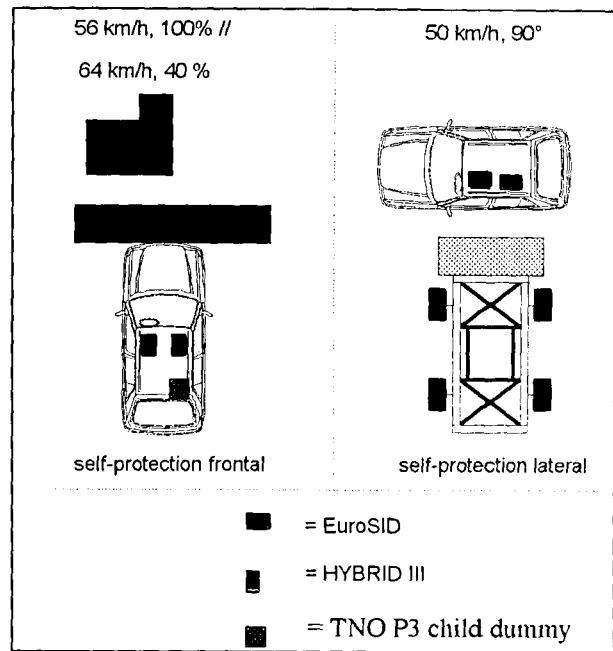 56 km/h, 100% //
64 km/h, 40 %
50 km/h, 90°
self-protection frontal
self-protection lateral
= EuroSID
= HYBRID III
= TNO P3 child dummy